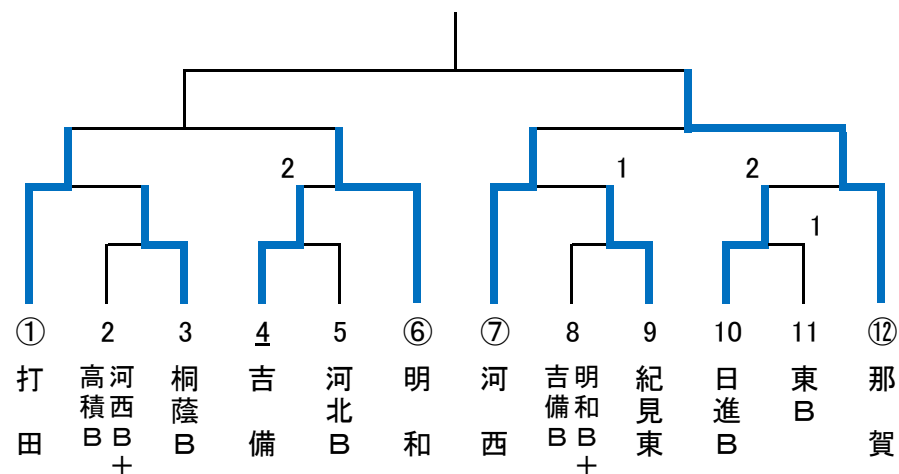 2 1 2
1
① 2 3 4 5 ⑥ ⑦ 8 9 10 11 ⑫
打田
河西B+
高積B
桐蔭B
吉備
河北B
明和
河西
明和B+
吉備B
紀見東
日進B
東B
那賀